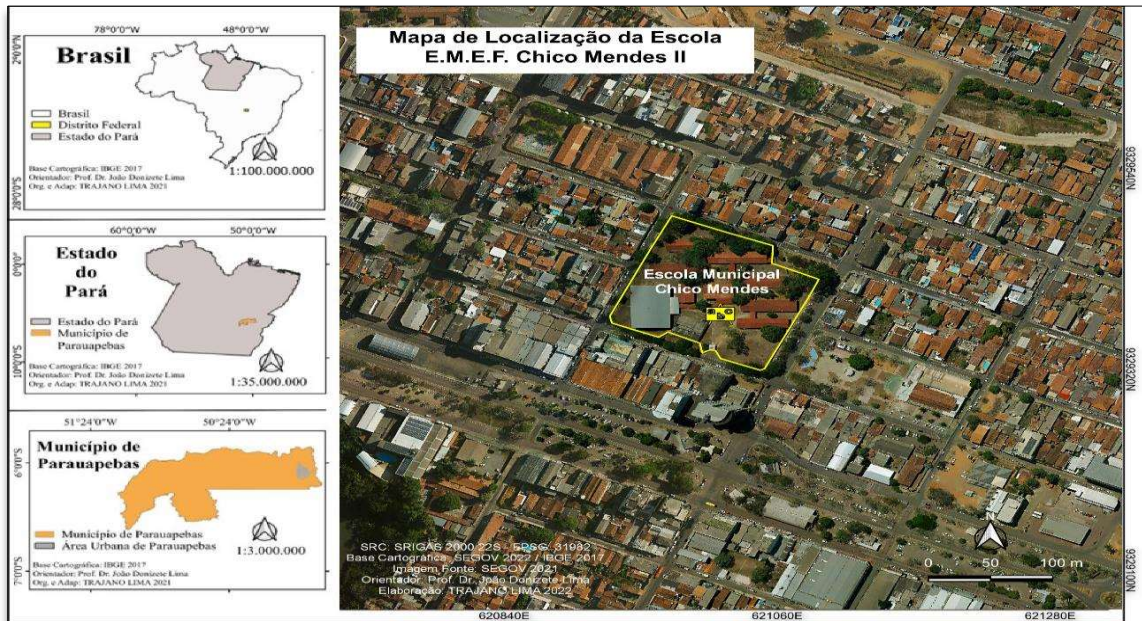 78°0'0"W 48°0'0"W
2°0'0"N
28°0'0"S
Brasil
Brasil
Distrito Federal
Estado do Pará
Base Cartográfica: IBGE 2017
Orientador: Prof. Dr. João Donizete Lima
Org. e Adap: TRAJANO LIMA 2021
1:100.000.000
60°0'0"W 50°0'0"W
0°0'0"
10°0'0"S
Estado
do
Pará
Estado do Pará
Município de
Parauapebas
Base Cartográfica: IBGE 2017
Orientador: Prof. Dr. João Donizete Lima
Org. e Adap: TRAJANO LIMA 2021
1:35.000.000
51°24'0"W 50°24'0"W
6°0'0"S
7°0'0"S
Município de
Parauapebas
Município de Parauapebas
Área Urbana de Parauapebas
Base Cartográfica: IBGE 2017
Orientador: Prof. Dr. João Donizete Lima
Org. e Adap: TRAJANO LIMA 2021
1:3.000.000
Mapa de Localização da Escola
E.M.E.F. Chico Mendes II
Escola Municipal
Chico Mendes
SRC: SRIGAS 2000 22S - EPSG: 31982
Base Cartográfica: SEGOV 2022 / IBGE 2017
Imagem Fonte: SEGOV 2021
Orientador: Prof. Dr. João Donizete Lima
Elaboração: TRAJANO LIMA 2022
0 50 100 m
9329540N
9329320N
9329100N
620840E 621060E 621280E